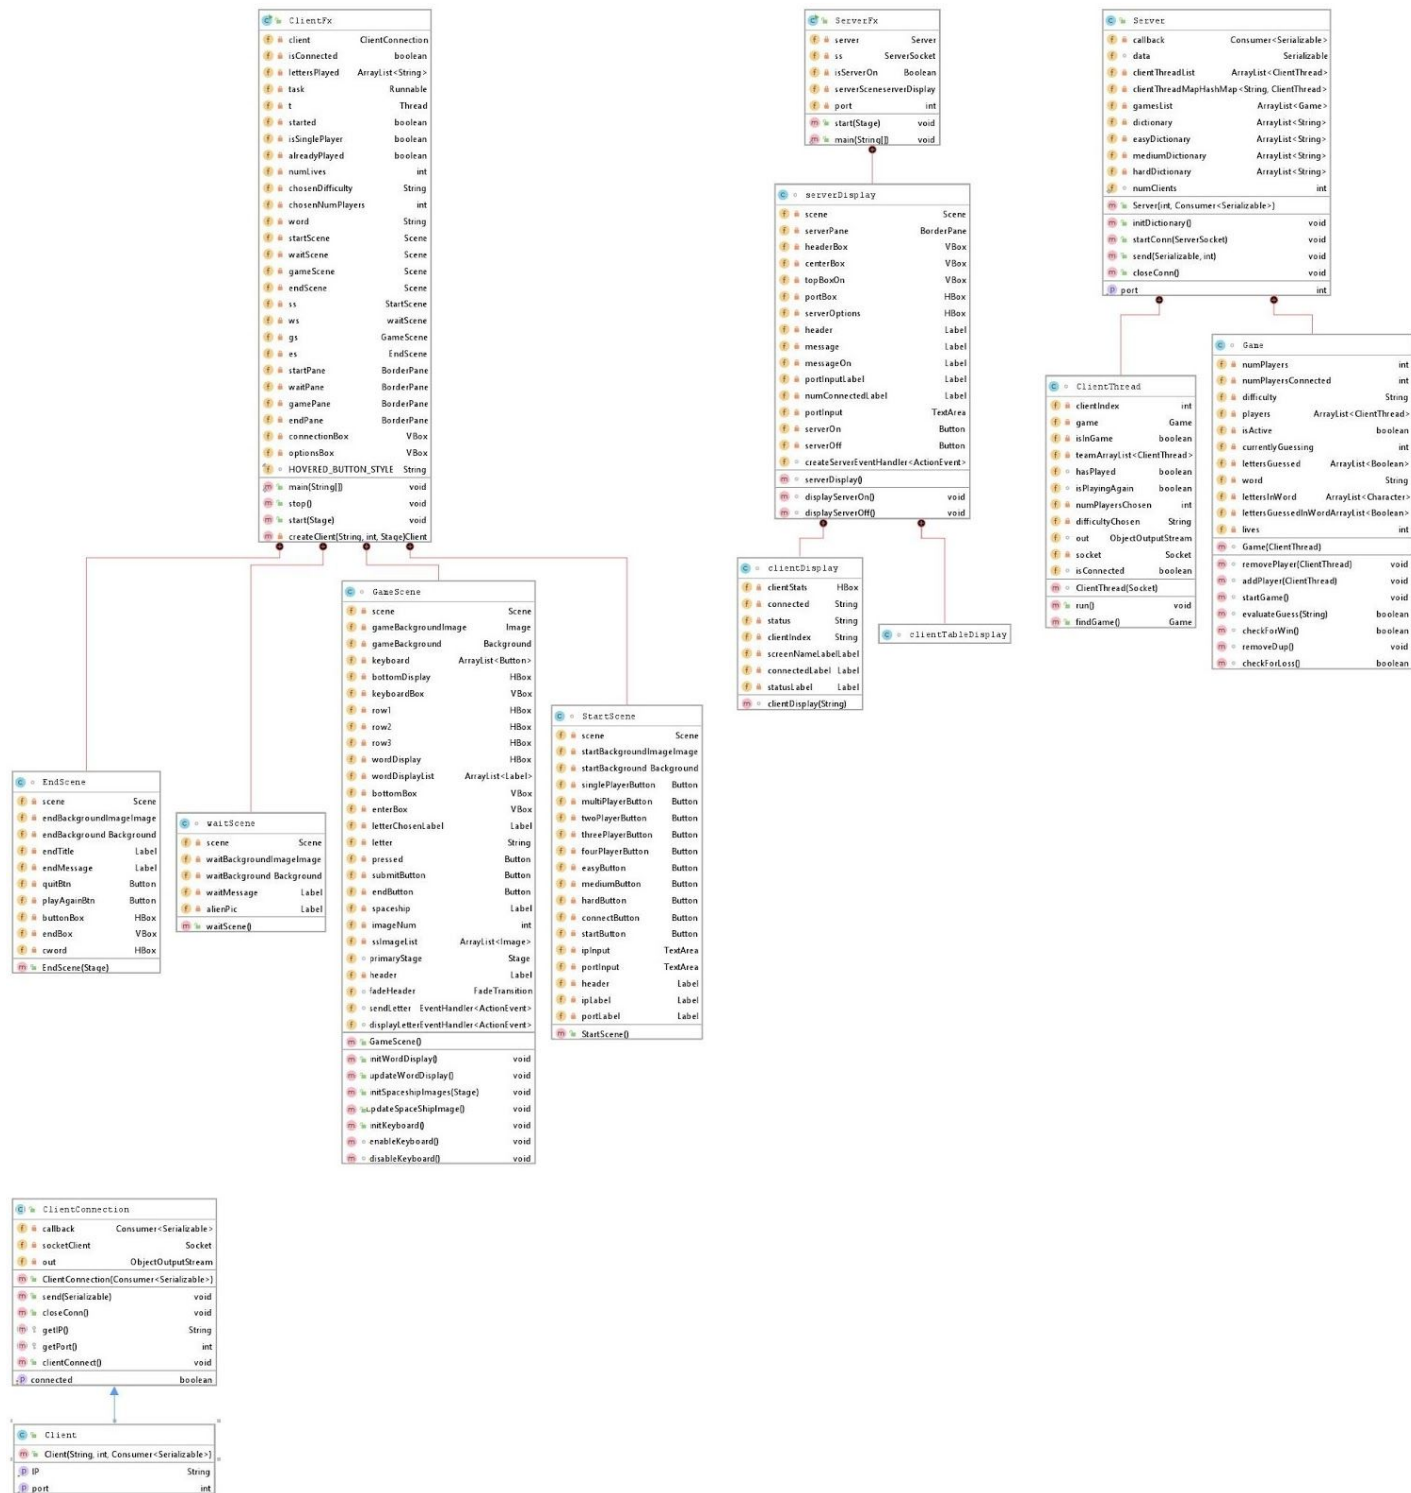 ClientFx
client ClientConnection
isConnected boolean
lettersPlayed ArrayList<String>
task Runnable
t Thread
started boolean
isSinglePlayer boolean
alreadyPlayed boolean
numLives int
chosenDifficulty String
chosenNumPlayers int
word String
startScene Scene
waitScene Scene
gameScene Scene
endScene Scene
ss StartScene
ws waitScene
gs GameScene
es EndScene
startPane BorderPane
waitPane BorderPane
gamePane BorderPane
endPane BorderPane
connectionBox VBox
optionsBox VBox
HOVERED_BUTTON_STYLE String
main(String[]) void
stop() void
start(Stage) void
createClient(String, int, Stage)Client
ServerFx
server Server
ss ServerSocket
isServerOn Boolean
serverSceneserverDisplay
port int
start(Stage) void
main(String[]) void
Server
callback Consumer<Serializable>
data Serializable
clientThreadList ArrayList<ClientThread>
clientThreadMapHashMap<String, ClientThread>
gamesList ArrayList<Game>
dictionary ArrayList<String>
easyDictionary ArrayList<String>
mediumDictionary ArrayList<String>
hardDictionary ArrayList<String>
numClients int
Server(int, Consumer<Serializable>)
initDictionary() void
startConn(ServerSocket) void
send(Serializable, int) void
closeConn() void
port int
serverDisplay
scene Scene
serverPane BorderPane
headerBox VBox
centerBox VBox
topBoxOn VBox
portBox HBox
serverOptions HBox
header Label
message Label
messageOn Label
portInputLabel Label
numConnectedLabel Label
portInput TextArea
serverOn Button
serverOff Button
createServerEventHandler<ActionEvent>
serverDisplay()
displayServerOn() void
displayServerOff() void
ClientThread
clientIndex int
game Game
isInGame boolean
teamArrayList<ClientThread>
hasPlayed boolean
isPlayingAgain boolean
numPlayersChosen int
difficultyChosen String
out ObjectOutputStream
socket Socket
isConnected boolean
ClientThread(Socket)
run() void
findGame() Game
Game
numPlayers int
numPlayersConnected int
difficulty String
players ArrayList<ClientThread>
isActive boolean
currentlyGuessing int
lettersGuessed ArrayList<Boolean>
word String
lettersInWord ArrayList<Character>
lettersGuessedInWordArrayList<Boolean>
lives int
Game(ClientThread)
removePlayer(ClientThread) void
addPlayer(ClientThread) void
startGame() void
evaluateGuess(String) boolean
checkForWin() boolean
removeDup() void
checkForLoss() boolean
clientDisplay
clientStats HBox
connected String
status String
clientIndex String
screenNameLabelLabel
connectedLabel Label
statusLabel Label
clientDisplay(String)
clientTableDisplay
GameScene
scene Scene
gameBackgroundImage Image
gameBackground Background
keyboard ArrayList<Button>
bottomDisplay HBox
keyboardBox VBox
row1 HBox
row2 HBox
row3 HBox
wordDisplay HBox
wordDisplayList ArrayList<Label>
bottomBox VBox
enterBox VBox
letterChosenLabel Label
letter String
pressed Button
submitButton Button
endButton Button
spaceship Label
imageNum int
ssImageList ArrayList<Image>
primaryStage Stage
header Label
fadeHeader FadeTransition
sendLetter EventHandler<ActionEvent>
displayLetterEventHandler<ActionEvent>
GameScene()
initWordDisplay() void
updateWordDisplay() void
initSpaceshipImages(Stage) void
updateSpaceShipImage() void
initKeyboard() void
enableKeyboard() void
disableKeyboard() void
StartScene
scene Scene
startBackgroundImageImage
startBackground Background
singlePlayerButton Button
multiPlayerButton Button
twoPlayerButton Button
threePlayerButton Button
fourPlayerButton Button
easyButton Button
mediumButton Button
hardButton Button
connectButton Button
startButton Button
ipInput TextArea
portInput TextArea
header Label
ipLabel Label
portLabel Label
StartScene()
EndScene
scene Scene
endBackgroundImageImage
endBackground Background
endTitle Label
endMessage Label
quitBtn Button
playAgainBtn Button
buttonBox HBox
endBox VBox
cword HBox
EndScene(Stage)
waitScene
scene Scene
waitBackgroundImageImage
waitBackground Background
waitMessage Label
alienPic Label
waitScene()
ClientConnection
callback Consumer<Serializable>
socketClient Socket
out ObjectOutputStream
ClientConnection(Consumer<Serializable>)
send(Serializable) void
closeConn() void
getIP() String
getPort() int
clientConnect() void
connected boolean
Client
Client(String, int, Consumer<Serializable>)
IP String
port int